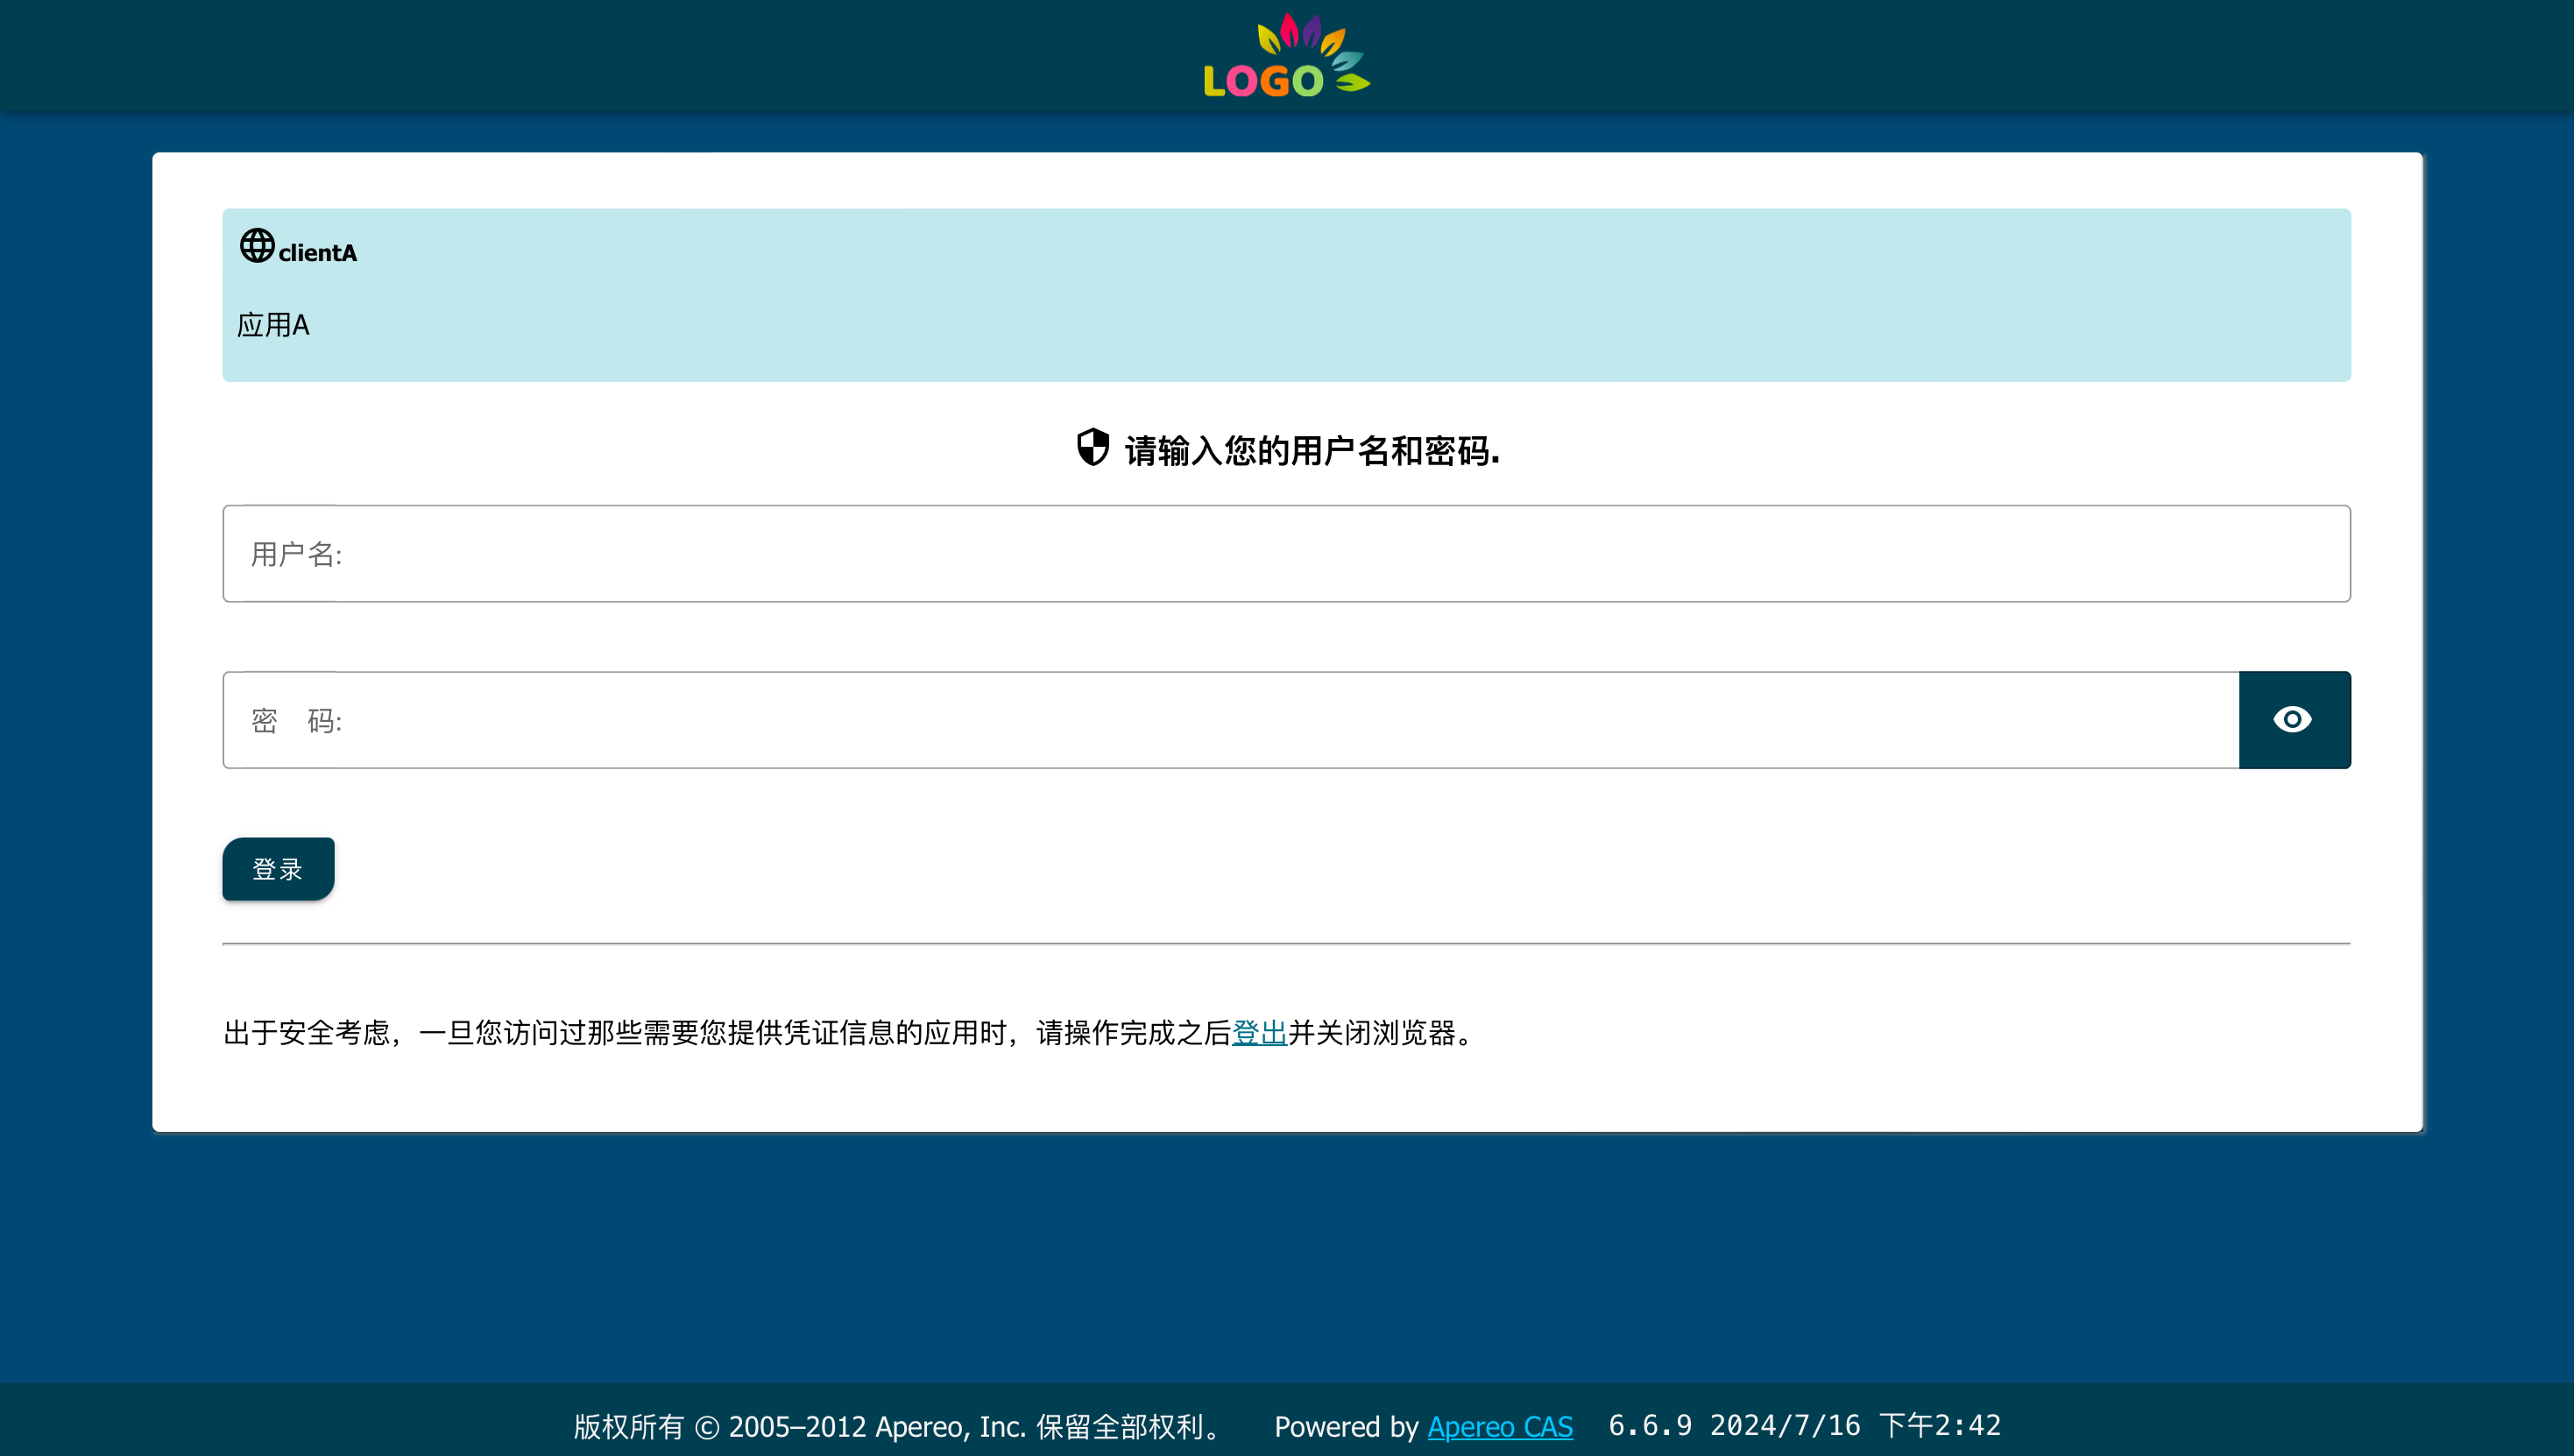 LOGO
clientA
应用A
请输入您的用户名和密码.
用户名:
密　码:
登录
出于安全考虑，一旦您访问过那些需要您提供凭证信息的应用时，请操作完成之后登出并关闭浏览器。
版权所有 © 2005–2012 Apereo, Inc. 保留全部权利。 Powered by Apereo CAS 6.6.9 2024/7/16 下午2:42